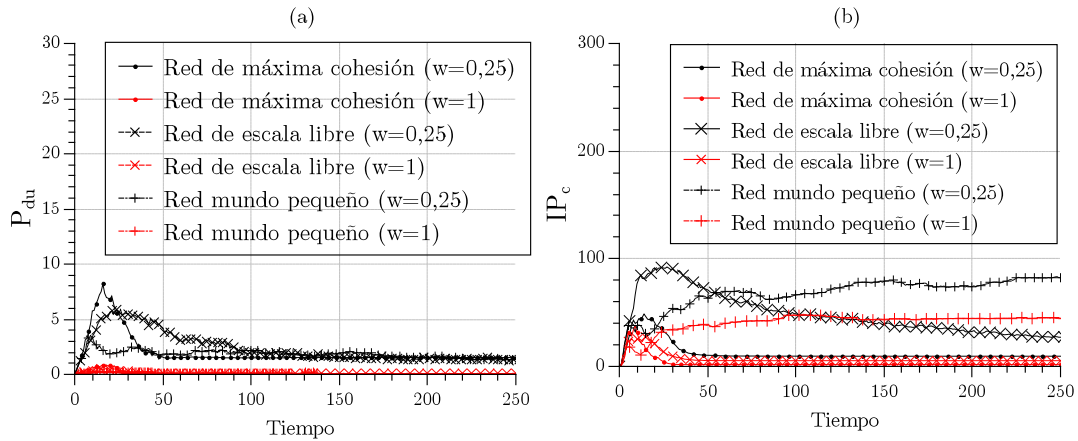 (a)
30
25
20
15
10
5
0
P_du
Red de máxima cohesión (w=0,25)
Red de máxima cohesión (w=1)
Red de escala libre (w=0,25)
Red de escala libre (w=1)
Red mundo pequeño (w=0,25)
Red mundo pequeño (w=1)
0 50 100 150 200 250
Tiempo
(b)
300
200
100
0
IP_c
Red de máxima cohesión (w=0,25)
Red de máxima cohesión (w=1)
Red de escala libre (w=0,25)
Red de escala libre (w=1)
Red mundo pequeño (w=0,25)
Red mundo pequeño (w=1)
0 50 100 150 200 250
Tiempo